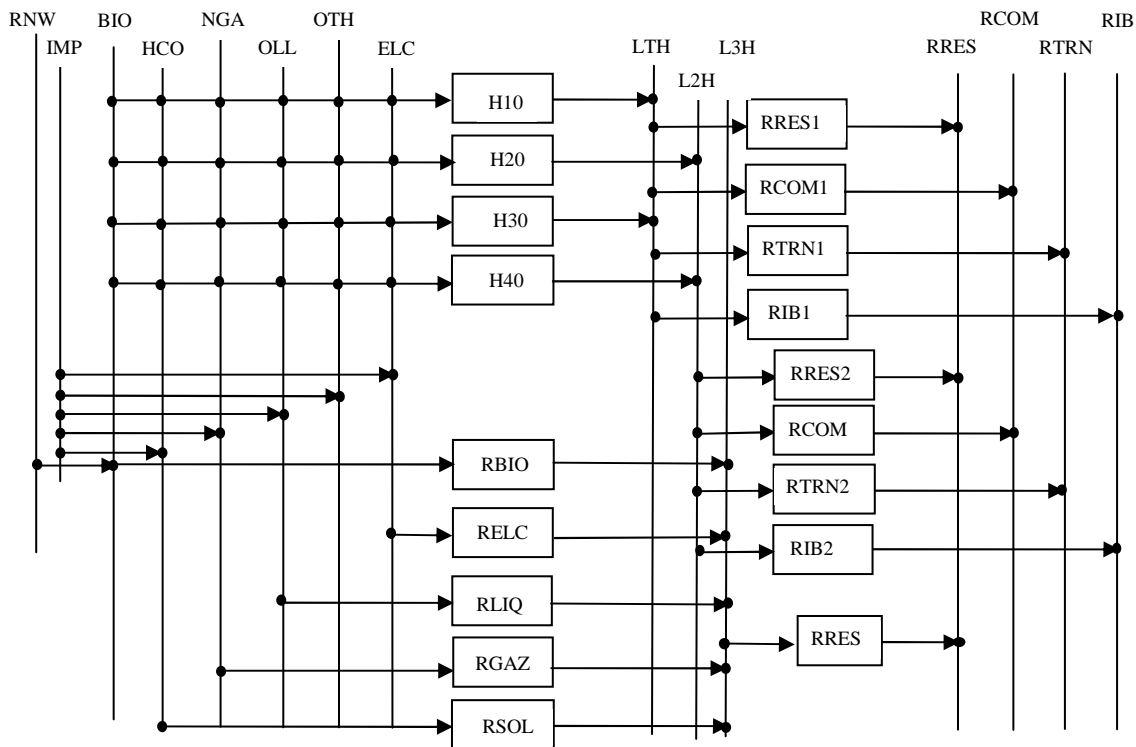 RNW
BIO
NGA
OTH
RCOM
RIB
IMP
HCO
OLL
ELC
LTH
L3H
RRES
RTRN
L2H
H10
RRES1
H20
RCOM1
H30
RTRN1
H40
RIB1
RRES2
RCOM
RBIO
RTRN2
RELC
RIB2
RLIQ
RRES
RGAZ
RSOL